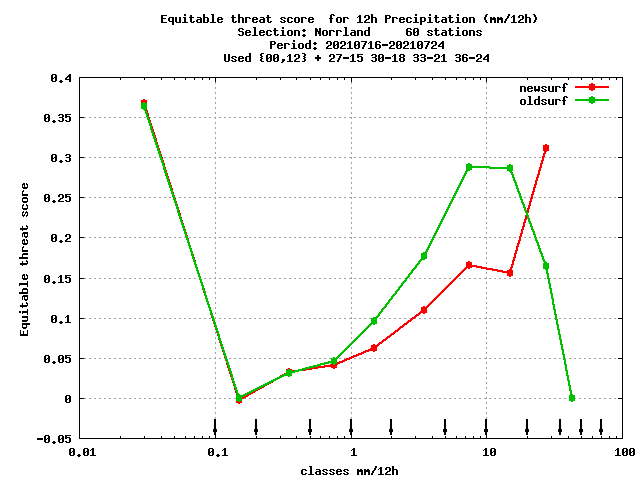 Equitable threat score  for 12h Precipitation (mm/12h)
Selection: Norrland     60 stations
Period: 20210716-20210724
Used {00,12} + 27-15 30-18 33-21 36-24
newsurf
oldsurf
Equitable threat score
0.4
0.35
0.3
0.25
0.2
0.15
0.1
0.05
0
-0.05
0.01 0.1 1 10 100
classes mm/12h